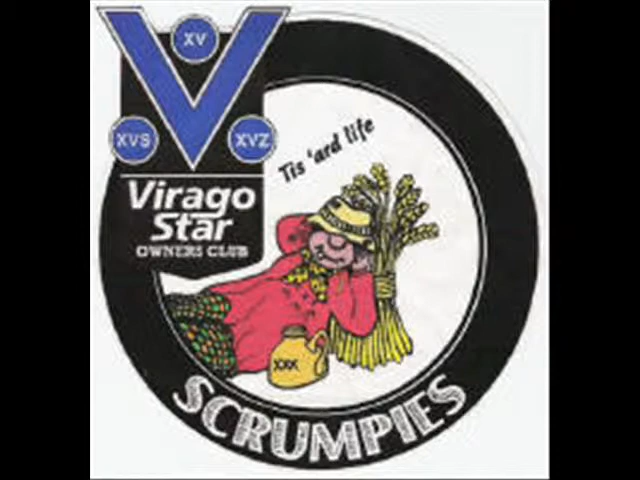 XV
XVS
XVZ
Virago
Star
OWNERS CLUB
Tis 'ard life
XXX
SCRUMPIES